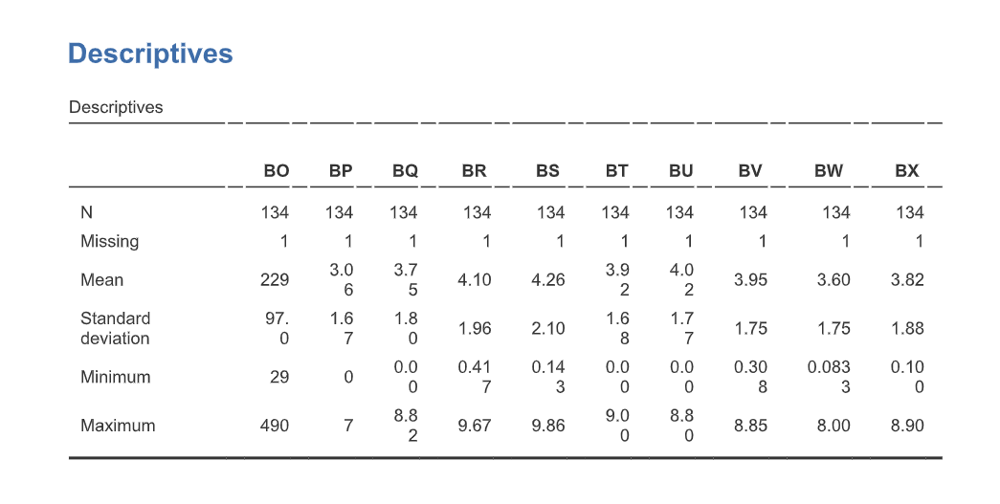 Descriptives
Descriptives
BO BP BQ BR BS BT BU BV BW BX
N 134 134 134 134 134 134 134 134 134 134
Missing 1 1 1 1 1 1 1 1 1 1
Mean 229 3.06 3.75 4.10 4.26 3.92 4.02 3.95 3.60 3.82
Standard deviation 97.0 1.67 1.80 1.96 2.10 1.68 1.77 1.75 1.75 1.88
Minimum 29 0 0.00 0.417 0.143 0.00 0.00 0.308 0.0833 0.100
Maximum 490 7 8.82 9.67 9.86 9.00 8.80 8.85 8.00 8.90